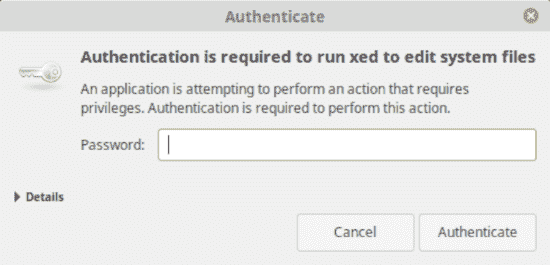 Authenticate
Authentication is required to run xed to edit system files
An application is attempting to perform an action that requires
privileges. Authentication is required to perform this action.
Password:
Details
Cancel Authenticate